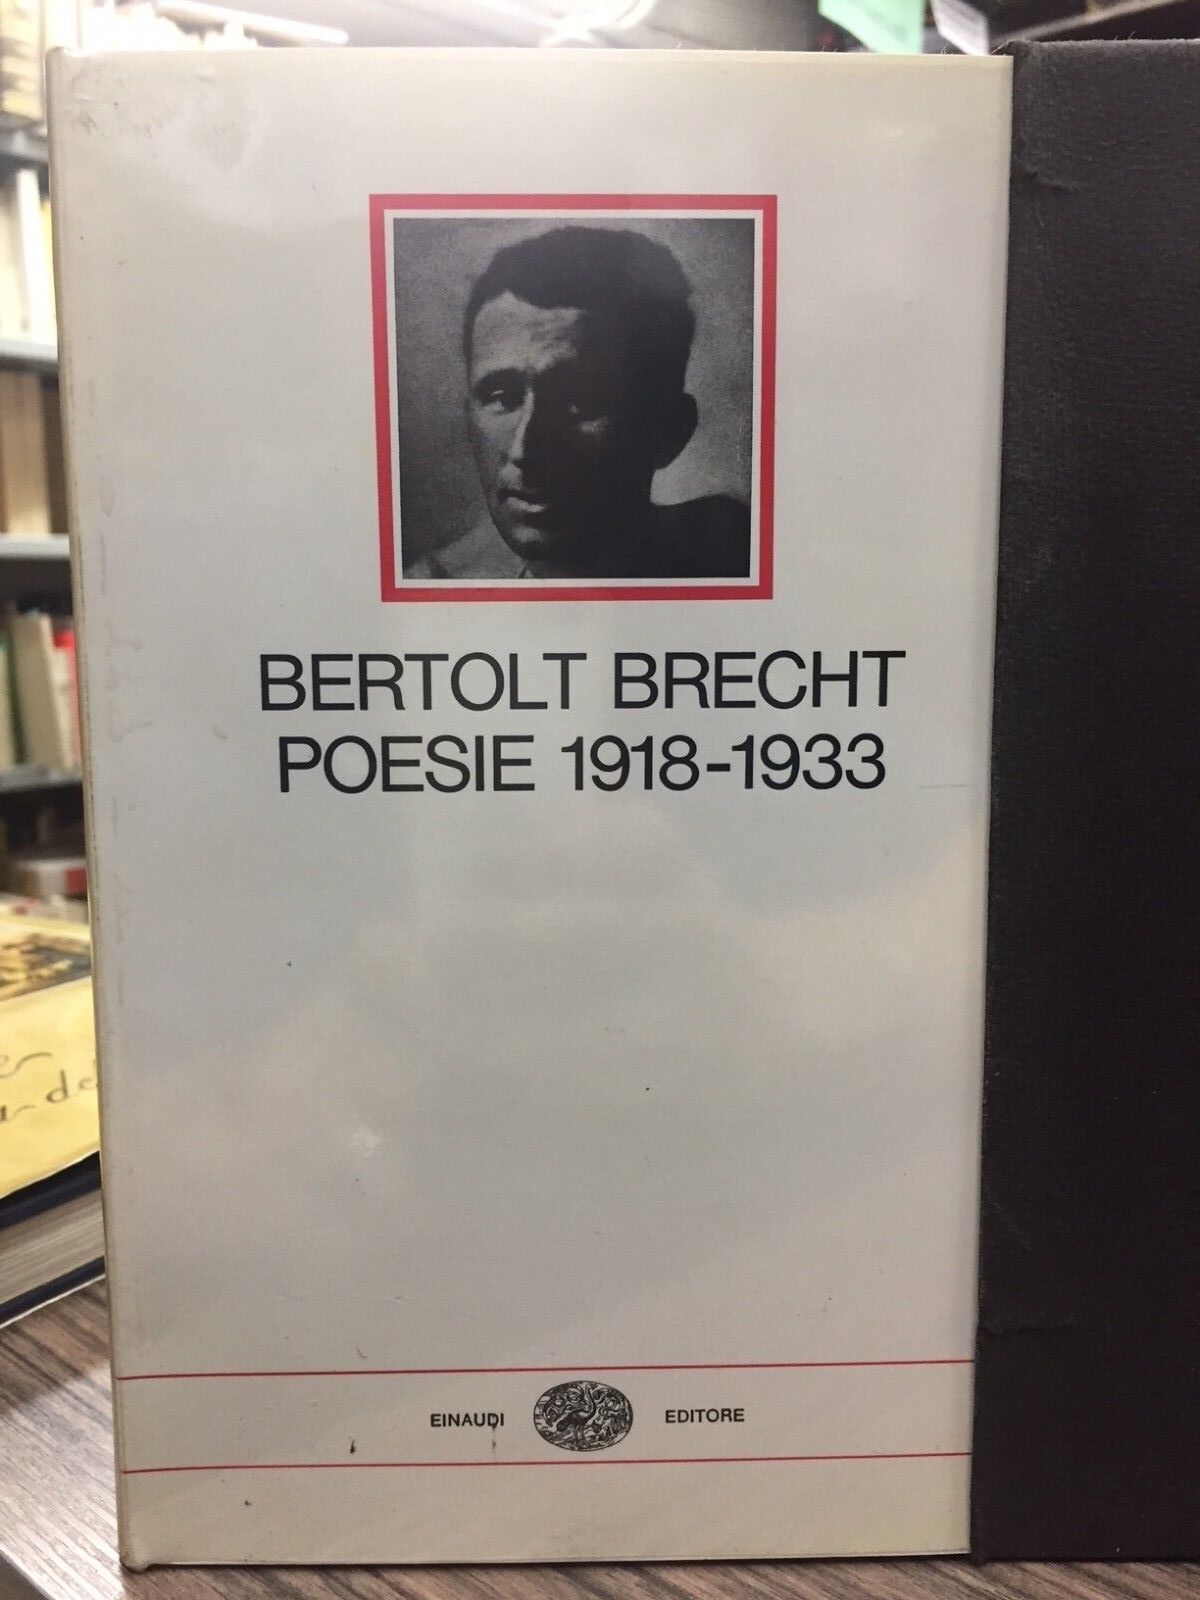 BERTOLT BRECHT
POESIE 1918-1933
EINAUDI EDITORE